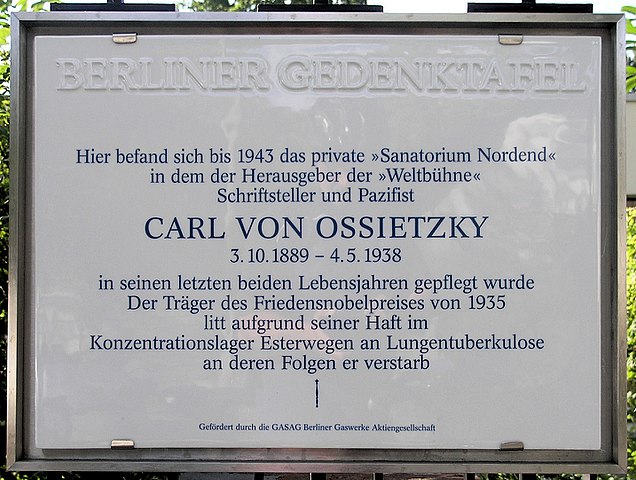 BERLINER GEDENKTAFEL
Hier befand sich bis 1943 das private »Sanatorium Nordend«
in dem der Herausgeber der »Weltbühne«
Schriftsteller und Pazifist
CARL VON OSSIETZKY
3.10.1889 – 4.5.1938
in seinen letzten beiden Lebensjahren gepflegt wurde
Der Träger des Friedensnobelpreises von 1935
litt aufgrund seiner Haft im
Konzentrationslager Esterwegen an Lungentuberkulose
an deren Folgen er verstarb
Gefördert durch die GASAG Berliner Gaswerke Aktiengesellschaft